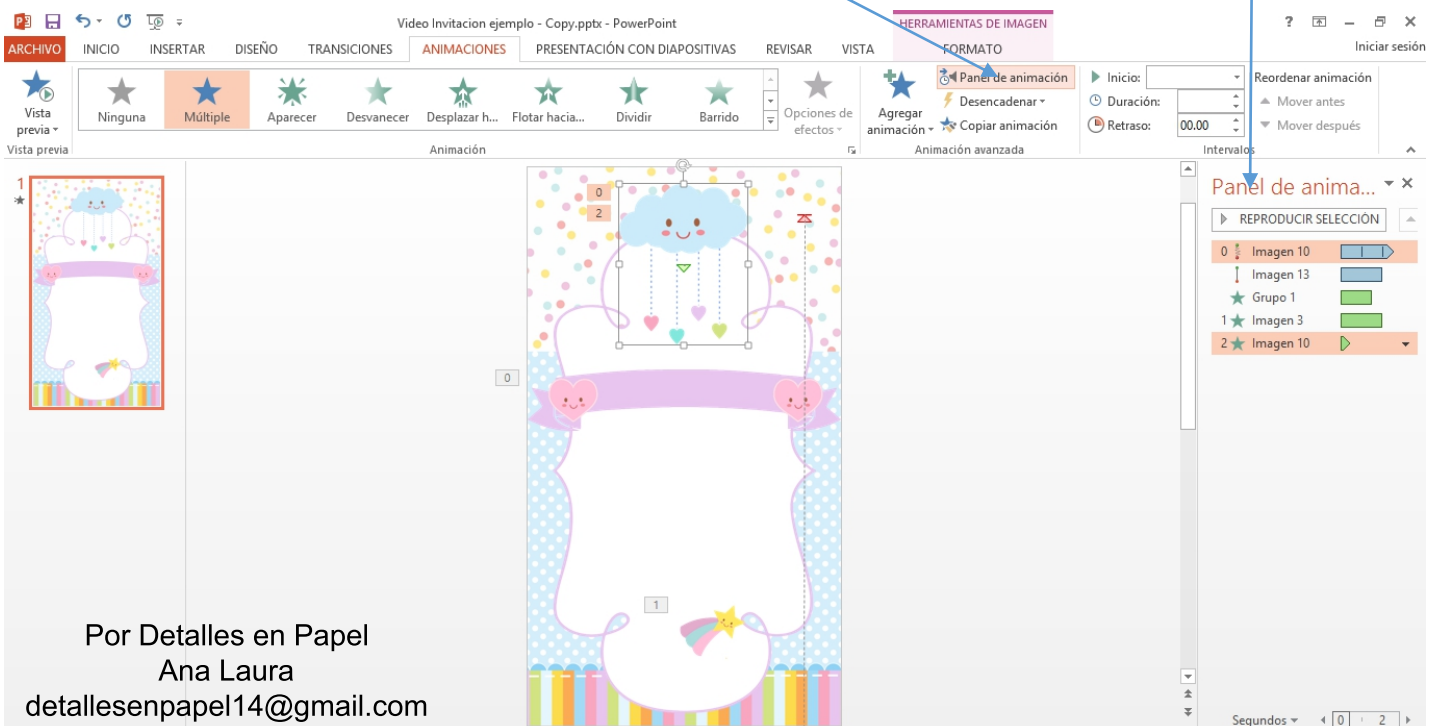 Video Invitacion ejemplo - Copy.pptx - PowerPoint
HERRAMIENTAS DE IMAGEN
?
ARCHIVO INICIO INSERTAR DISEÑO TRANSICIONES ANIMACIONES PRESENTACIÓN CON DIAPOSITIVAS REVISAR VISTA FORMATO
Iniciar sesión
Vista previa
Ninguna Múltiple Aparecer Desvanecer Desplazar h... Flotar hacia... Dividir Barrido
Opciones de efectos
Agregar animación
Panel de animación
Desencadenar
Copiar animación
Inicio:
Duración:
Retraso: 00.00
Reordenar animación
Mover antes
Mover después
Vista previa Animación Animación avanzada Intervalos
1
0
2
0
1
Panel de anima...
REPRODUCIR SELECCIÓN
0 Imagen 10
Imagen 13
Grupo 1
1 Imagen 3
2 Imagen 10
Segundos 0 2
Por Detalles en Papel
Ana Laura
detallesenpapel14@gmail.com